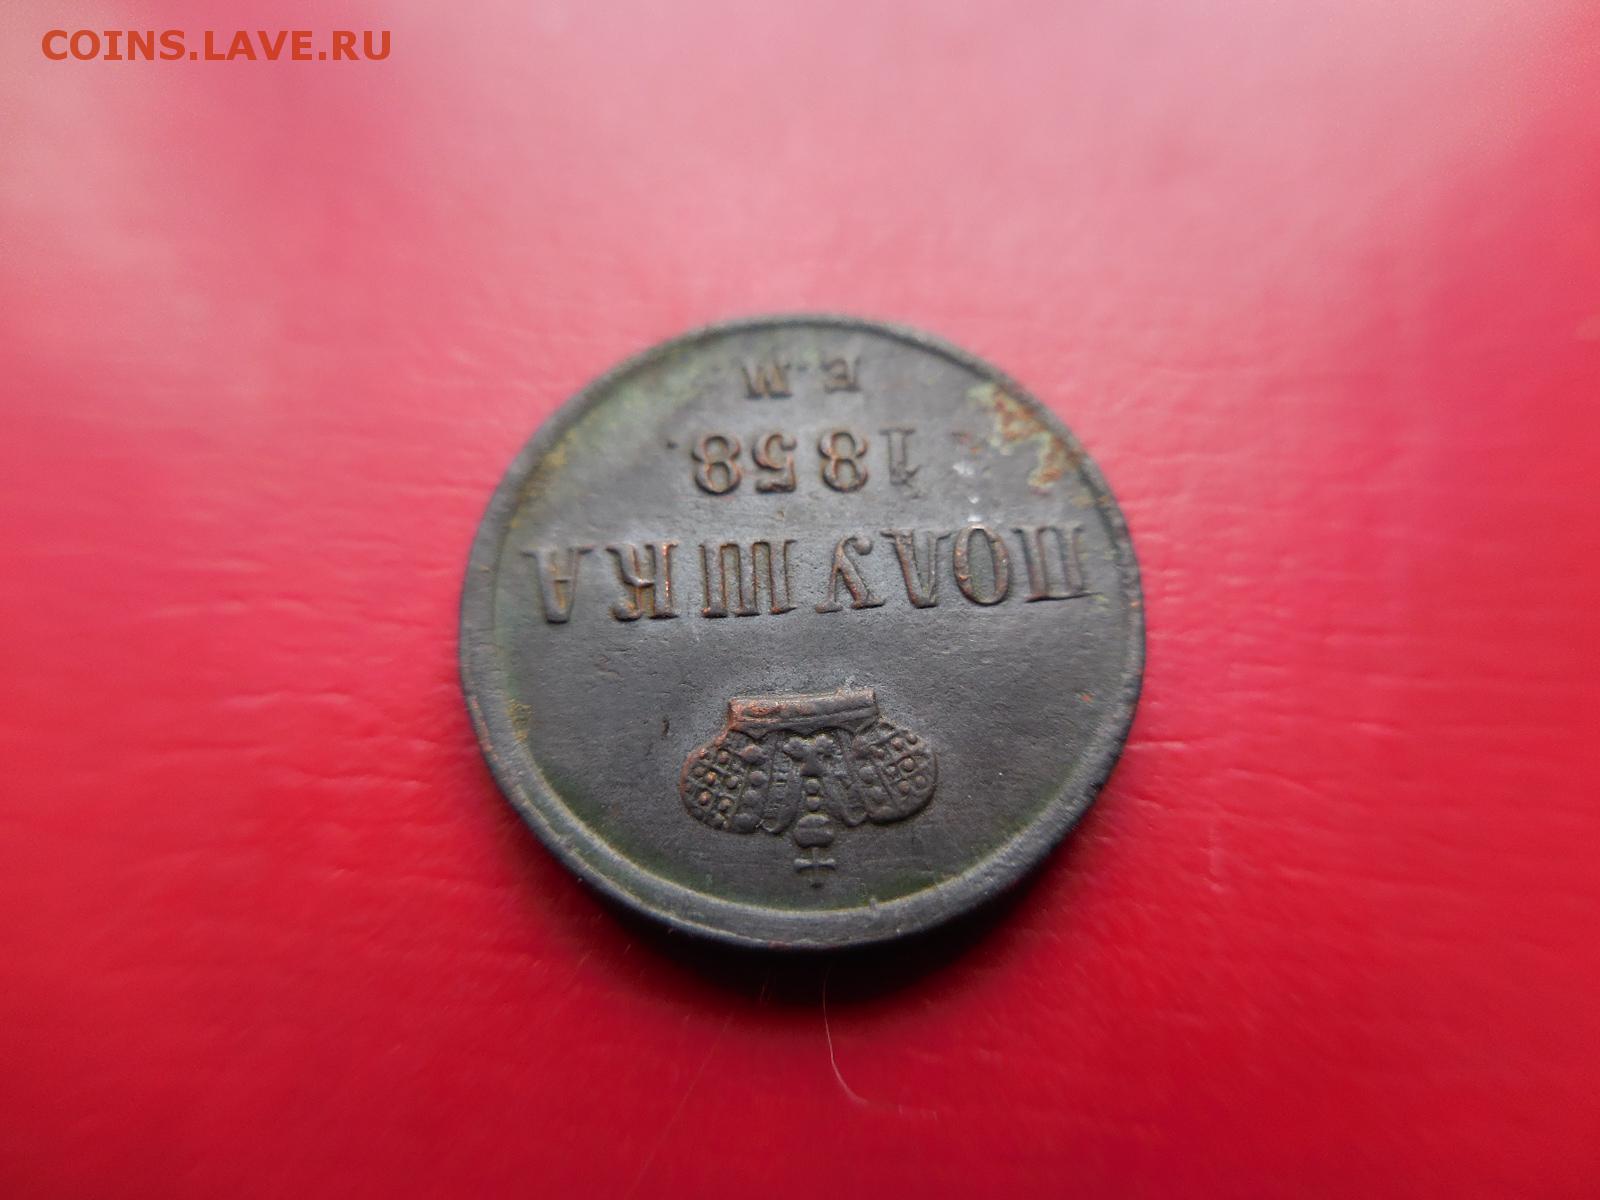 COINS.LAVE.RU
ПОЛУШКА
1858.
Е.М